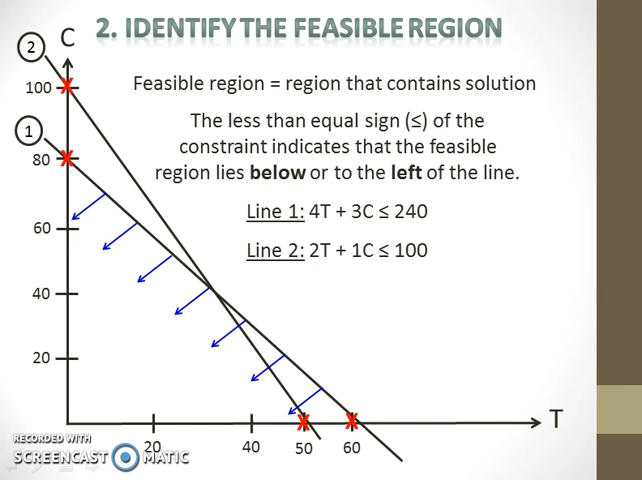 2. IDENTIFY THE FEASIBLE REGION
2
C
Feasible region = region that contains solution
100
The less than equal sign (≤) of the
constraint indicates that the feasible
region lies below or to the left of the line.
1
80
Line 1: 4T + 3C ≤ 240
60
Line 2: 2T + 1C ≤ 100
40
20
T
20 40 50 60
RECORDED WITH
SCREENCAST MATIC